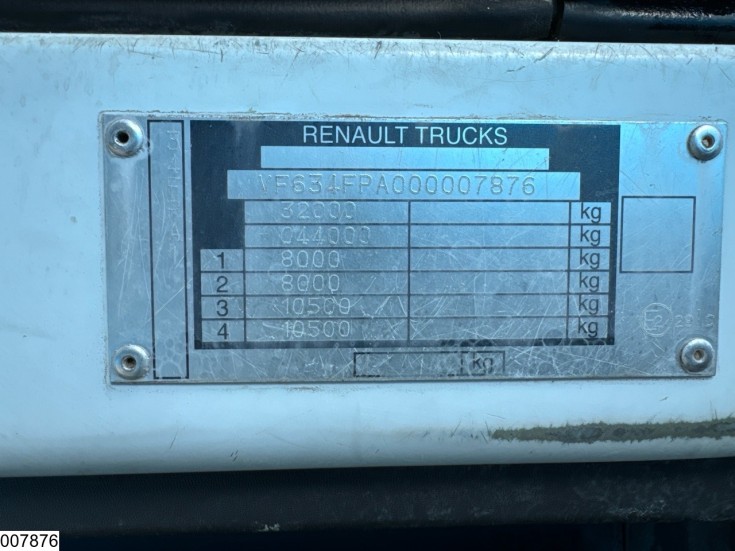 RENAULT TRUCKS
VF634FPA000007876
32000 kg
044000 kg
1 8000 kg
2 8000 kg
3 10500 kg
4 10500 kg
kg
007876